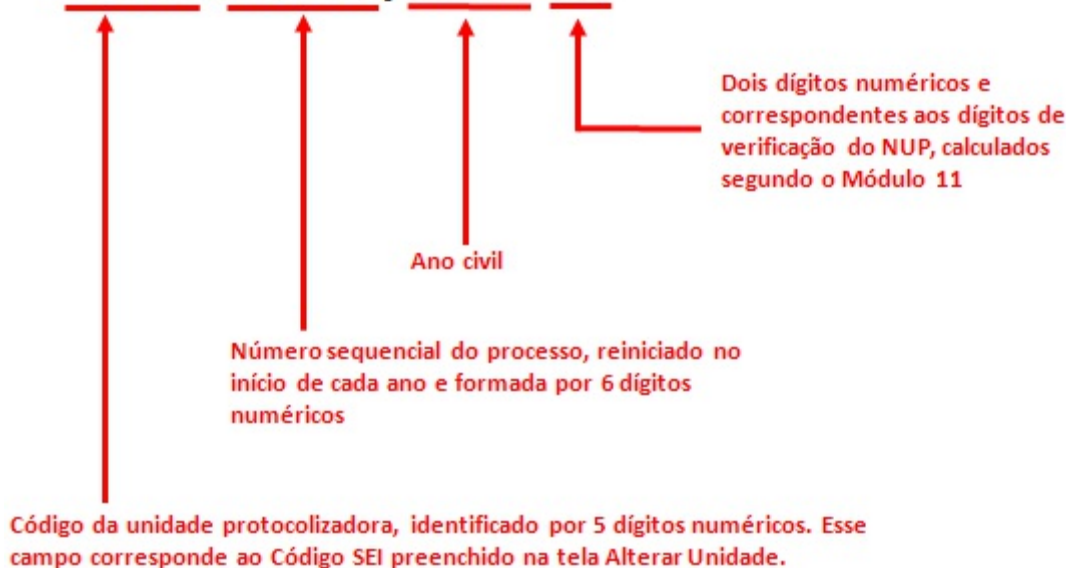 Dois dígitos numéricos e
correspondentes aos dígitos de
verificação do NUP, calculados
segundo o Módulo 11
Ano civil
Número sequencial do processo, reiniciado no
início de cada ano e formada por 6 dígitos
numéricos
Código da unidade protocolizadora, identificado por 5 dígitos numéricos. Esse
campo corresponde ao Código SEI preenchido na tela Alterar Unidade.